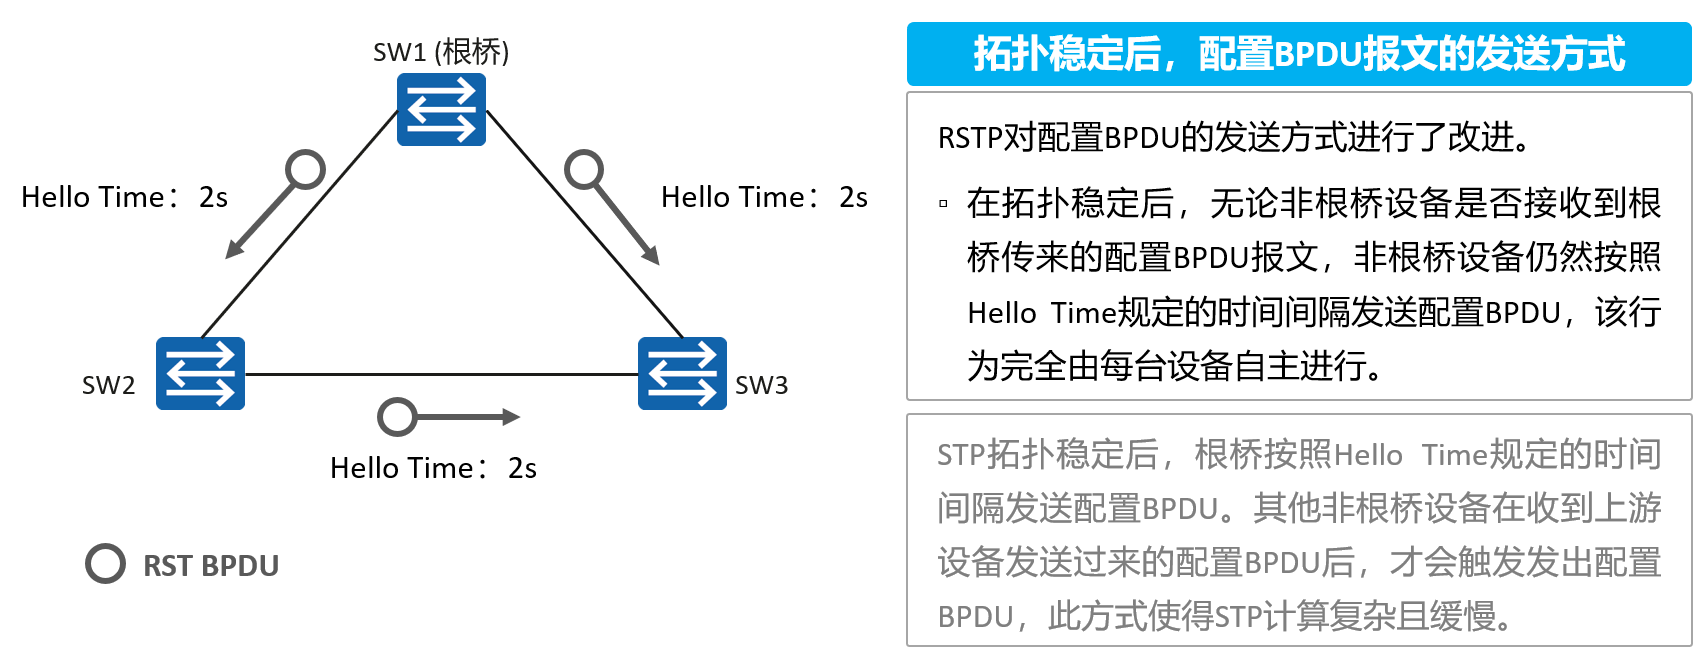 SW1 (根桥)
Hello Time：2s
Hello Time：2s
SW2
SW3
Hello Time：2s
RST BPDU
拓扑稳定后，配置BPDU报文的发送方式
RSTP对配置BPDU的发送方式进行了改进。
▫ 在拓扑稳定后，无论非根桥设备是否接收到根
桥传来的配置BPDU报文，非根桥设备仍然按照
Hello Time规定的时间间隔发送配置BPDU，该行
为完全由每台设备自主进行。
STP拓扑稳定后，根桥按照Hello Time规定的时间
间隔发送配置BPDU。其他非根桥设备在收到上游
设备发送过来的配置BPDU后，才会触发发出配置
BPDU，此方式使得STP计算复杂且缓慢。